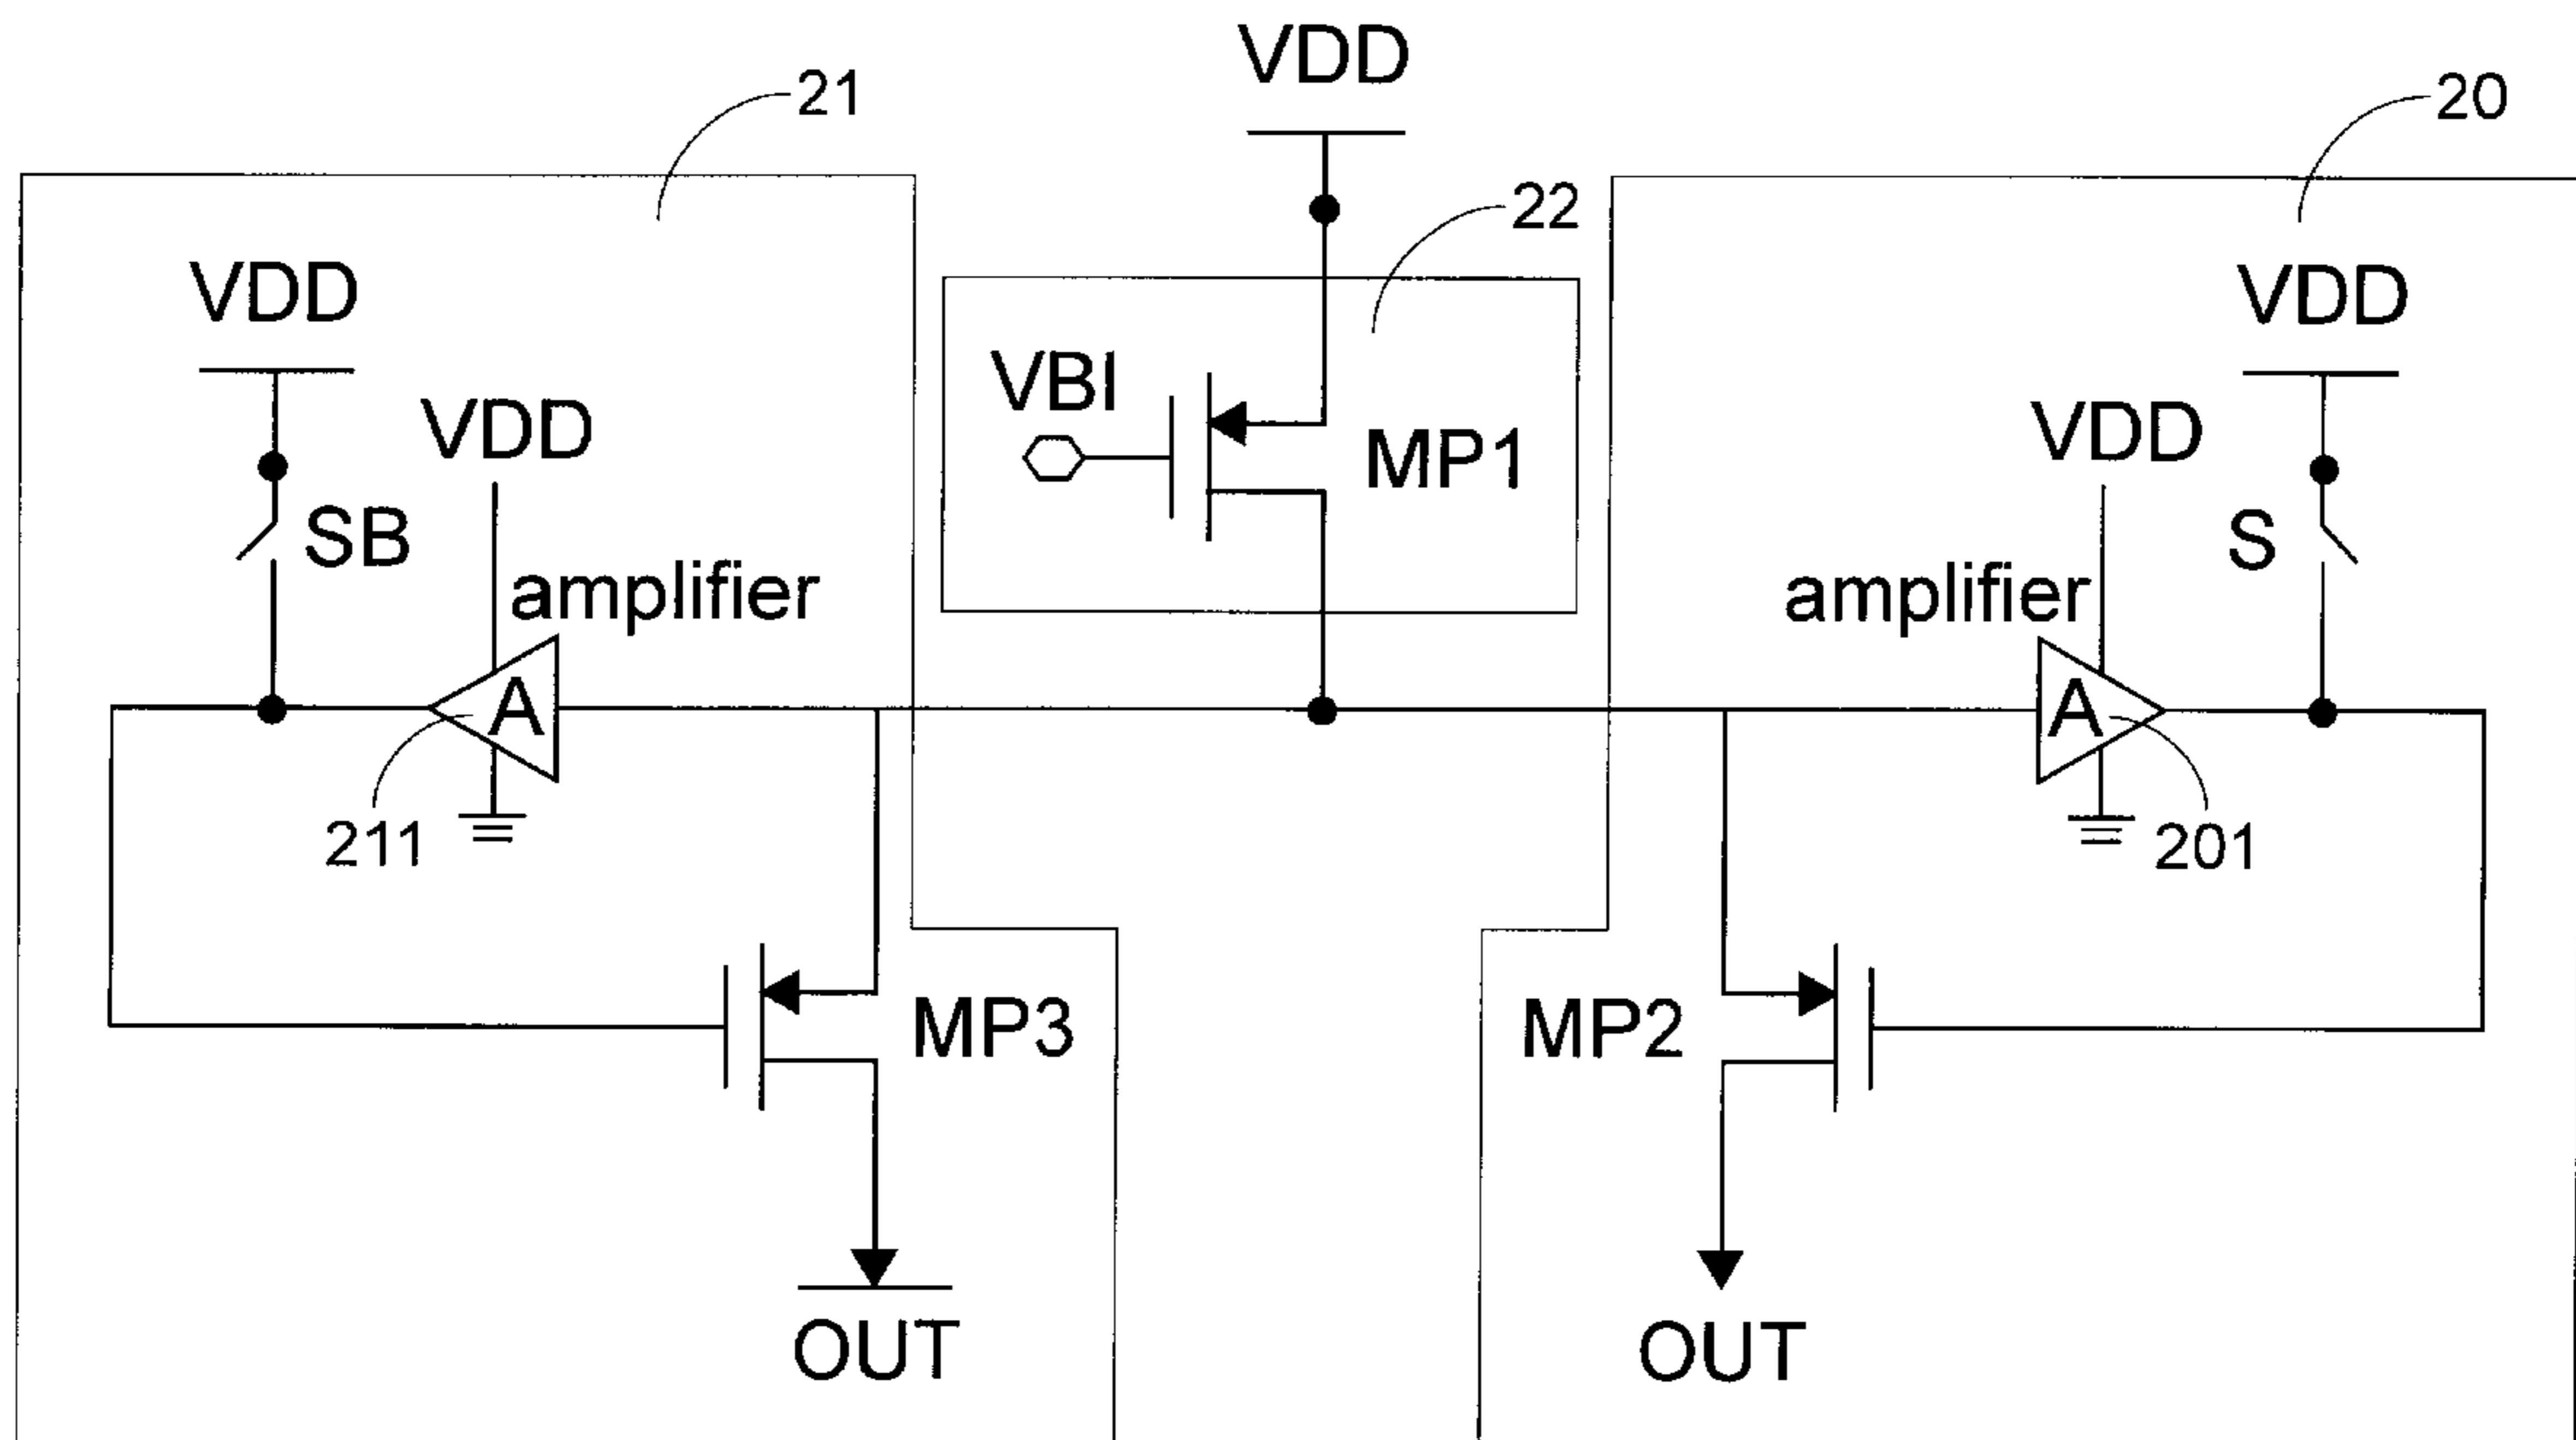 VDD
21
20
22
VDD
VDD
VBI
VDD
VDD
MP1
SB
S
amplifier
amplifier
A
A
211
201
MP3
MP2
OUT
OUT